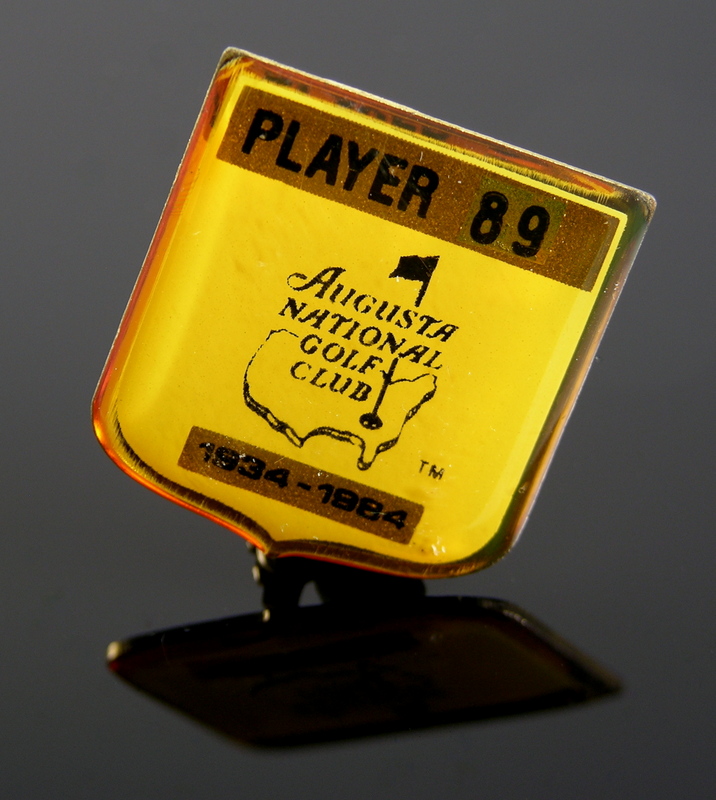 PLAYER 89
AUGUSTA
NATIONAL
GOLF
CLUB
TM
1934-1984